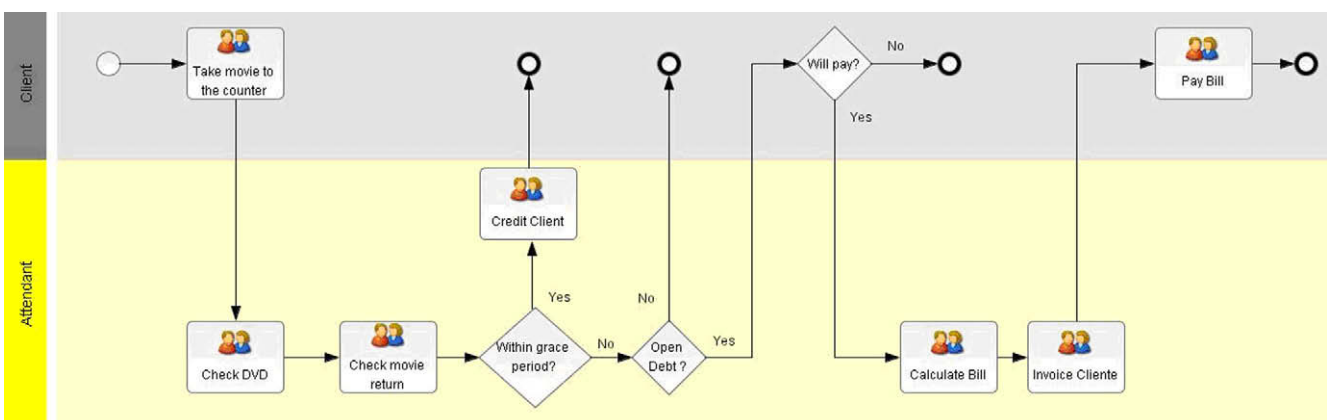 Client
Take movie to
the counter
Will pay?
No
Yes
Pay Bill
Attendant
Credit Client
Yes
No
Check DVD
Check movie
return
Within grace
period?
No
Open
Debt ?
Yes
Calculate Bill
Invoice Cliente